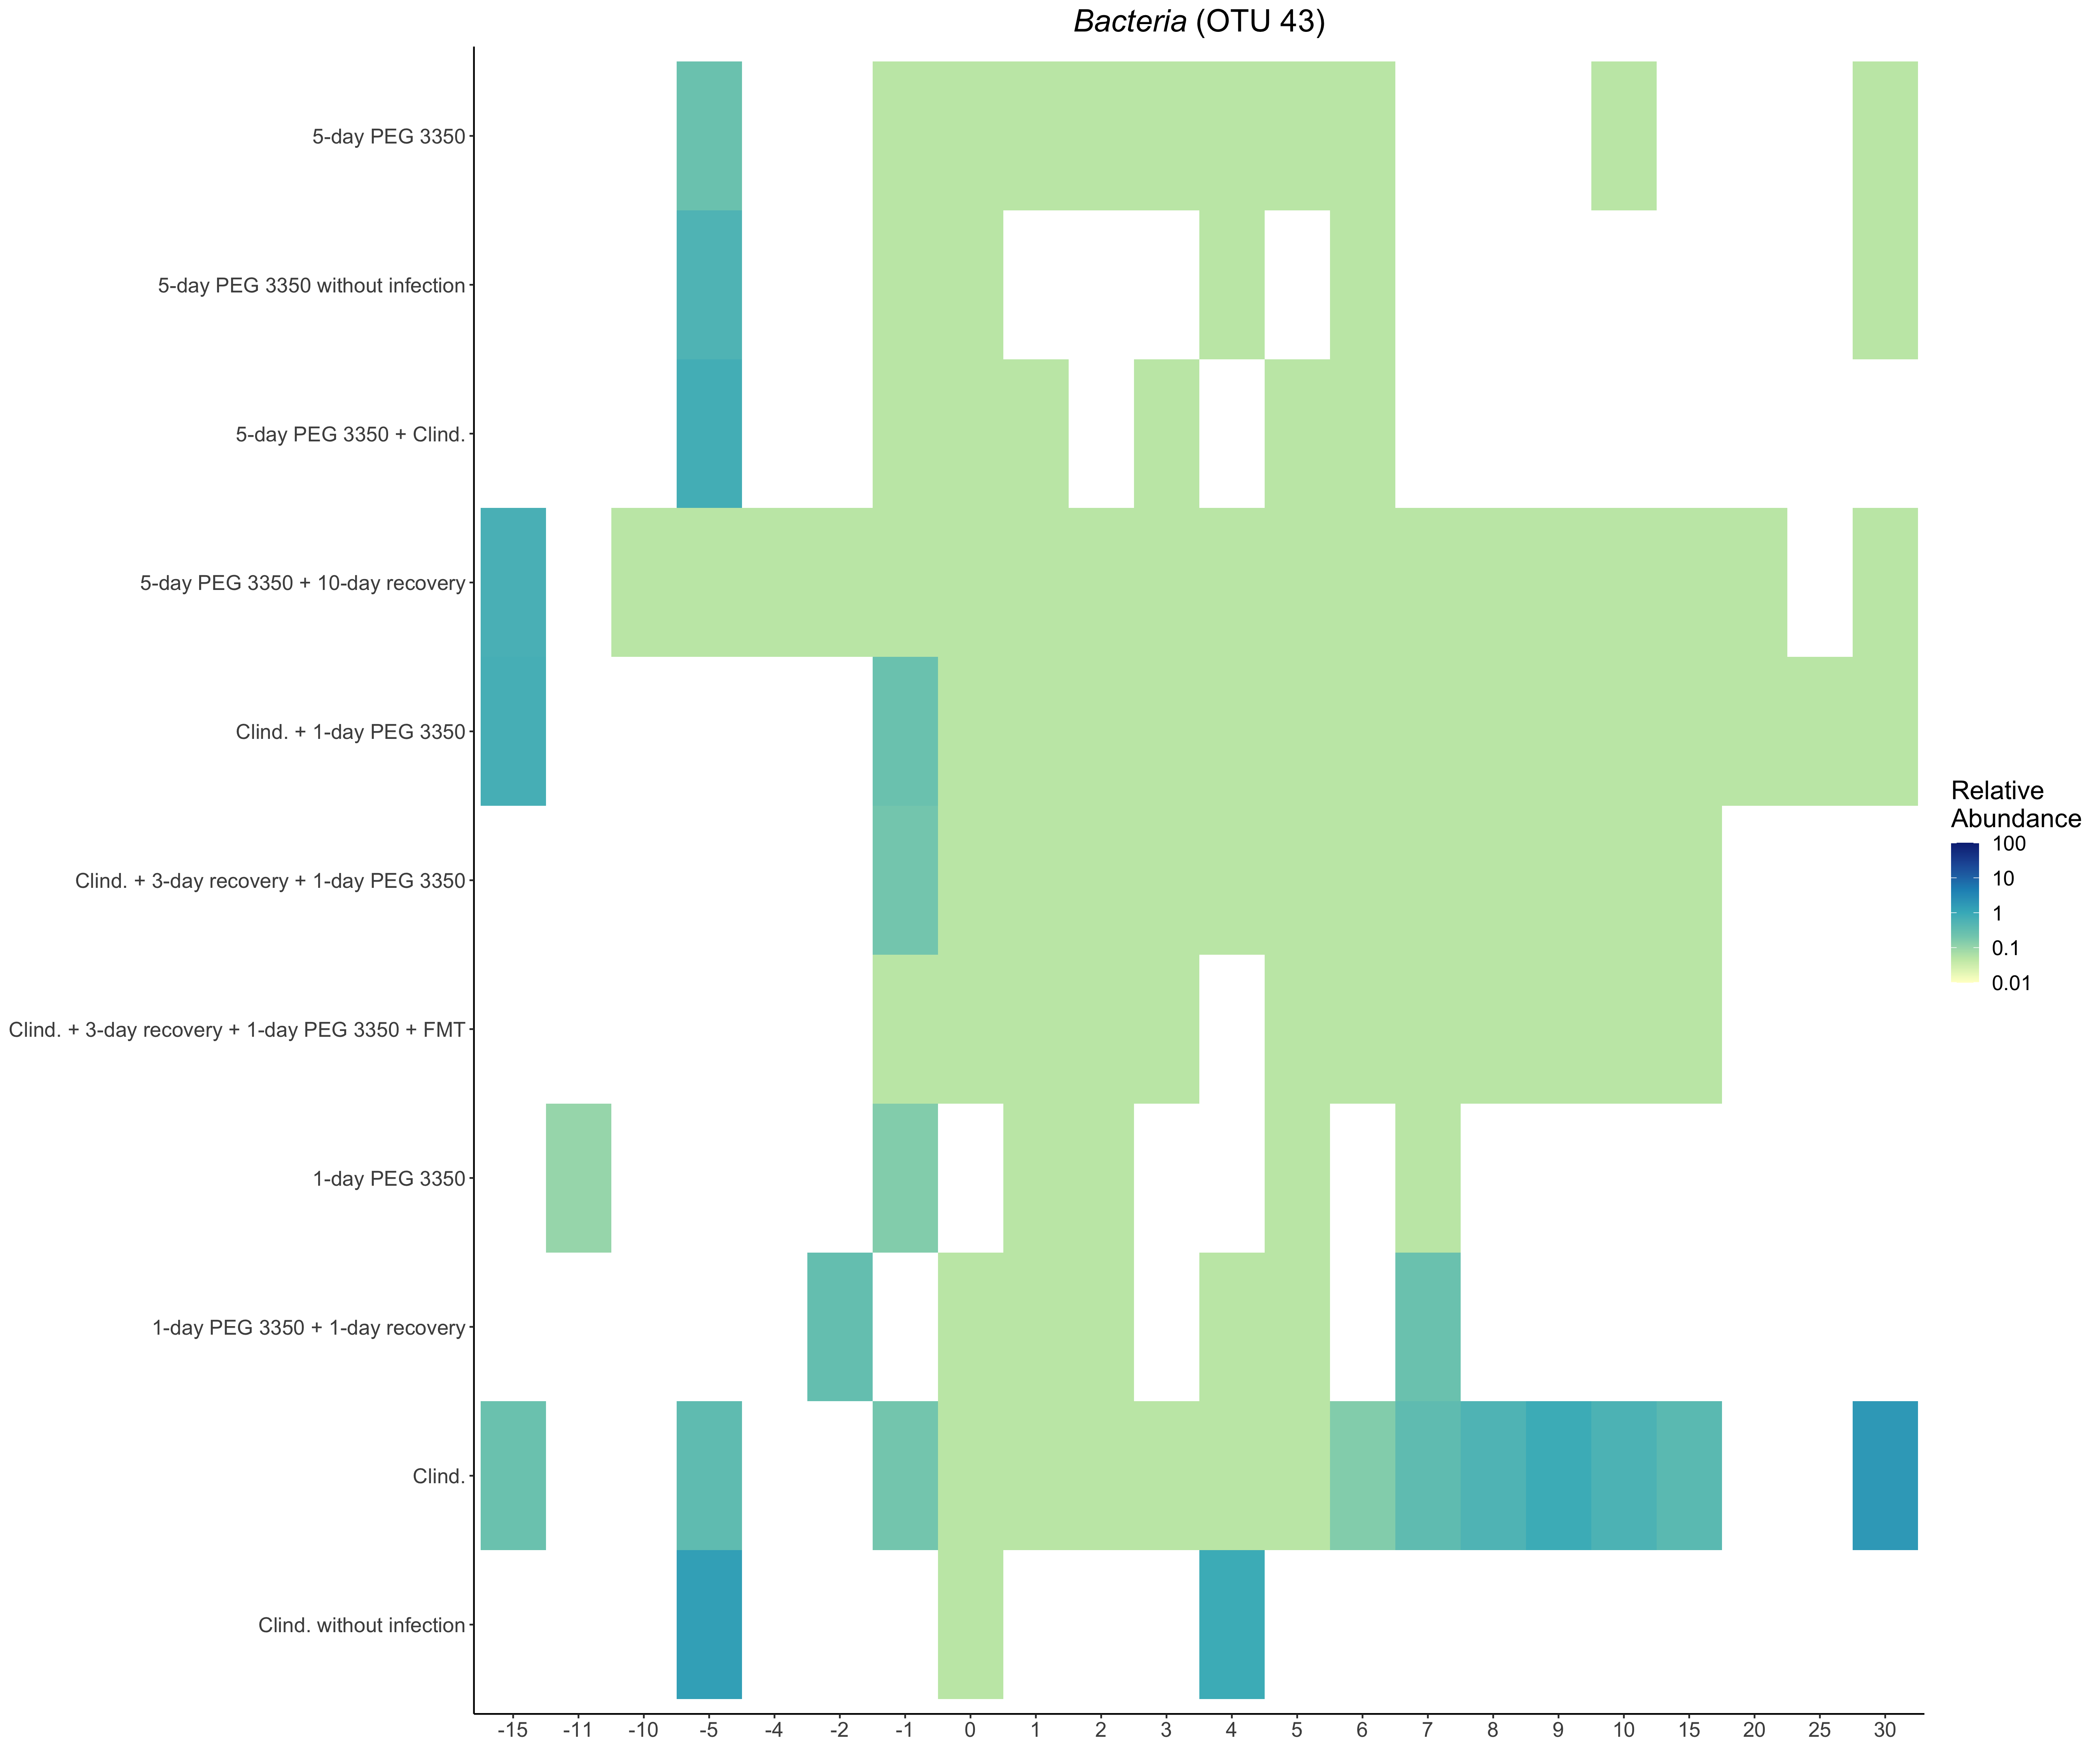 Bacteria (OTU 43)
5-day PEG 3350
5-day PEG 3350 without infection
5-day PEG 3350 + Clind.
5-day PEG 3350 + 10-day recovery
Clind. + 1-day PEG 3350
Clind. + 3-day recovery + 1-day PEG 3350
Clind. + 3-day recovery + 1-day PEG 3350 + FMT
1-day PEG 3350
1-day PEG 3350 + 1-day recovery
Clind.
Clind. without infection
-15 -11 -10 -5 -4 -2 -1 0 1 2 3 4 5 6 7 8 9 10 15 20 25 30
Relative
Abundance
100
10
1
0.1
0.01